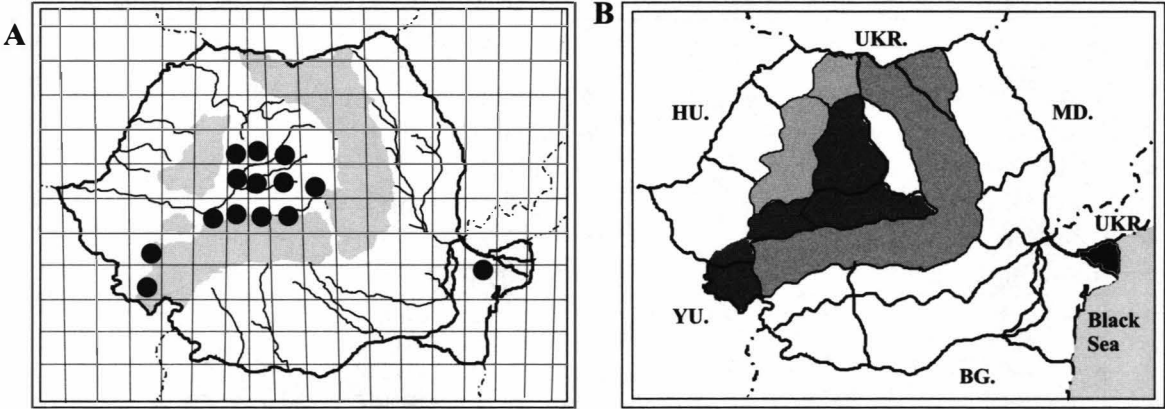 A
B
UKR.
HU.
MD.
UKR
YU.
Black
Sea
BG.